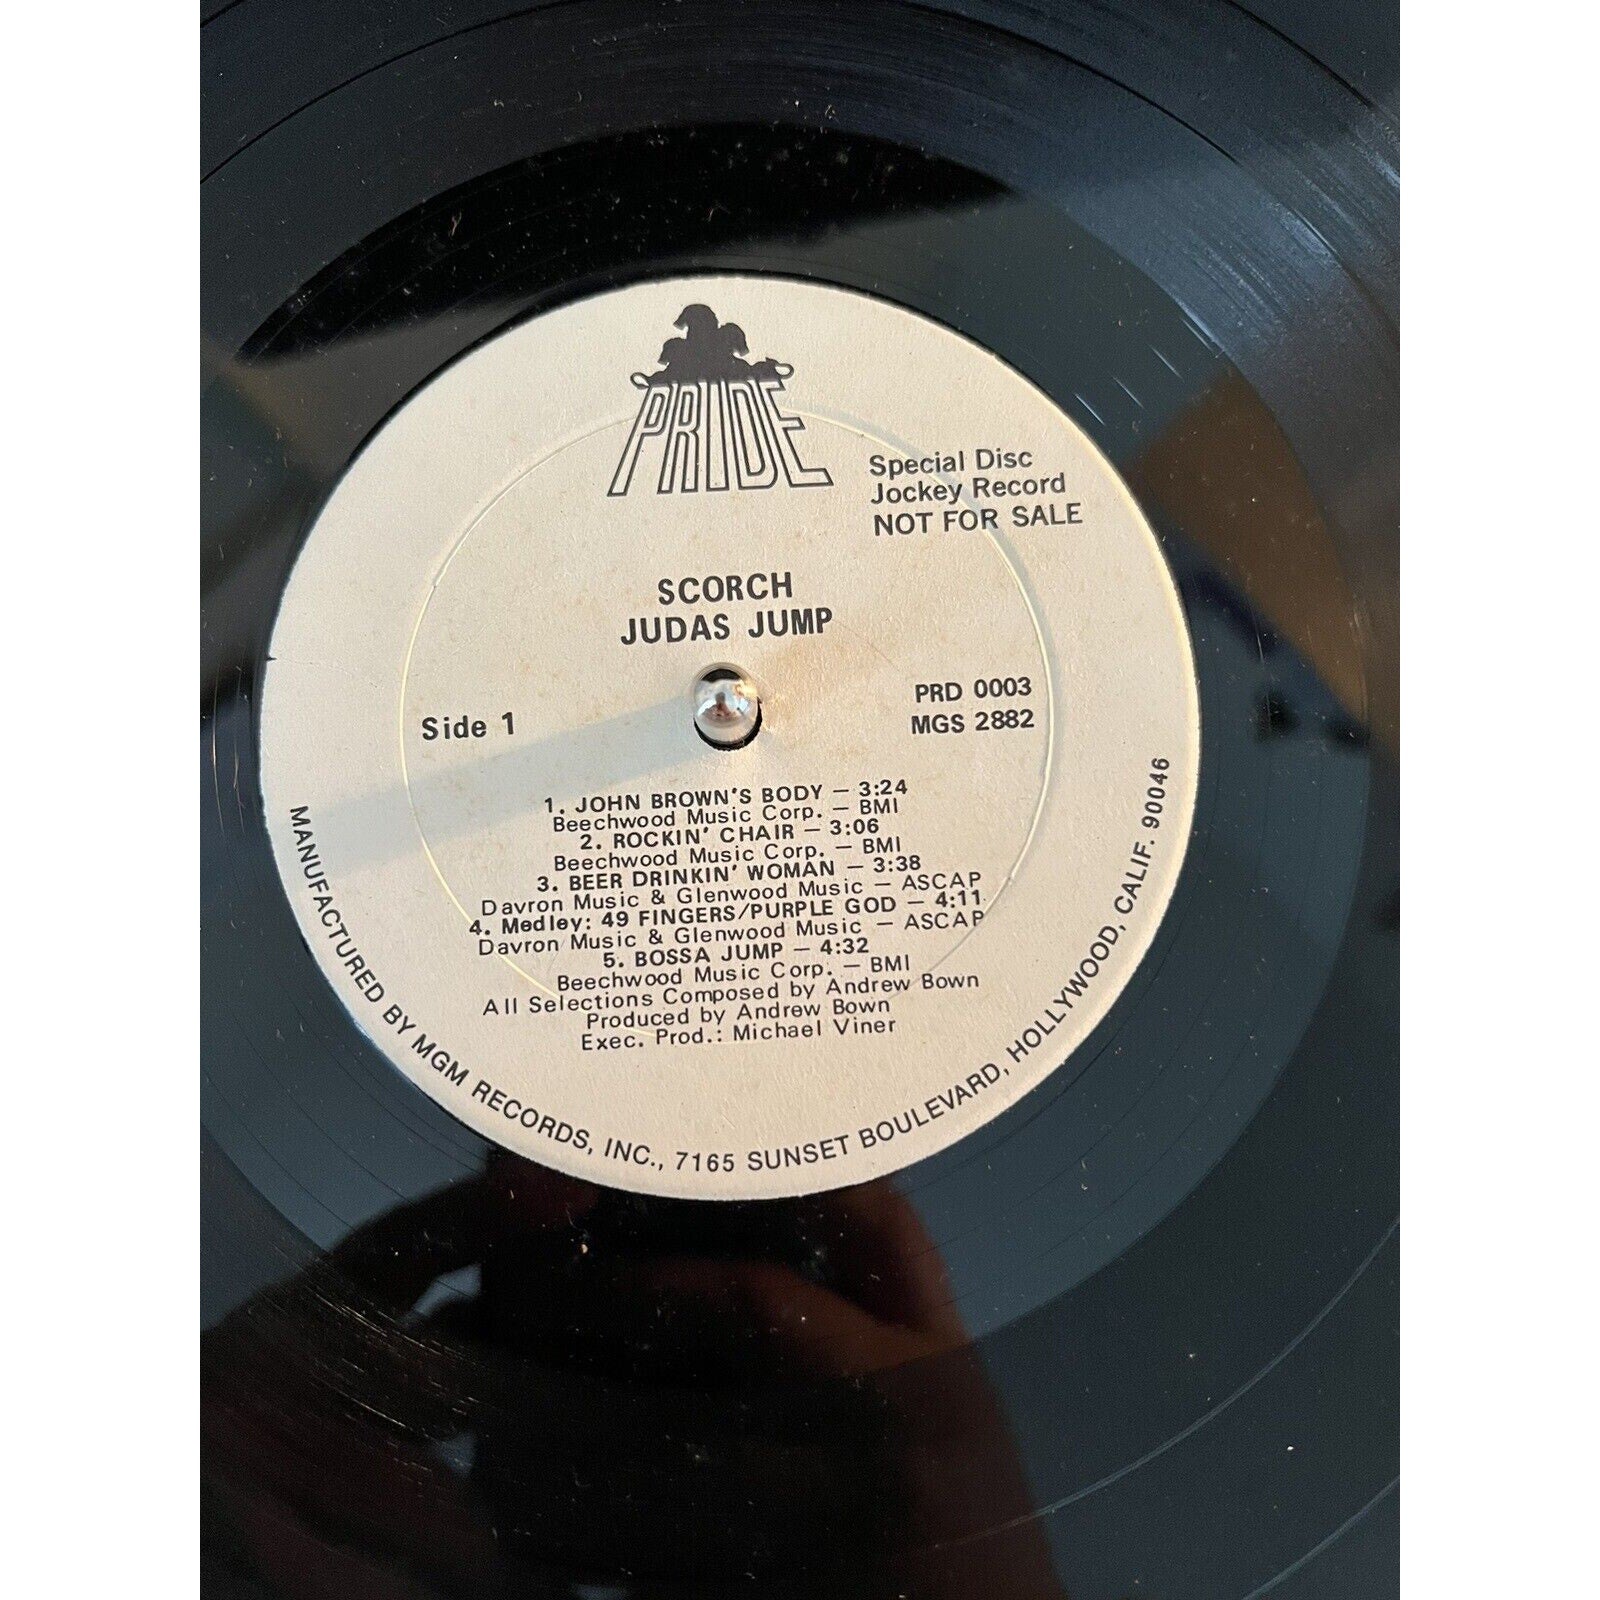 PRIDE
Special Disc
Jockey Record
NOT FOR SALE
SCORCH
JUDAS JUMP
Side 1
PRD 0003
MGS 2882
1. JOHN BROWN'S BODY — 3:24
Beechwood Music Corp. — BMI
2. ROCKIN' CHAIR — 3:06
Beechwood Music Corp. — BMI
3. BEER DRINKIN' WOMAN — 3:38
Davron Music & Glenwood Music — ASCAP
4. Medley: 49 FINGERS/PURPLE GOD — 4:11
Davron Music & Glenwood Music — ASCAP
5. BOSSA JUMP — 4:32
Beechwood Music Corp. — BMI
All Selections Composed by Andrew Bown
Produced by Andrew Bown
Exec. Prod.: Michael Viner
MANUFACTURED BY MGM RECORDS, INC., 7165 SUNSET BOULEVARD, HOLLYWOOD, CALIF. 90046